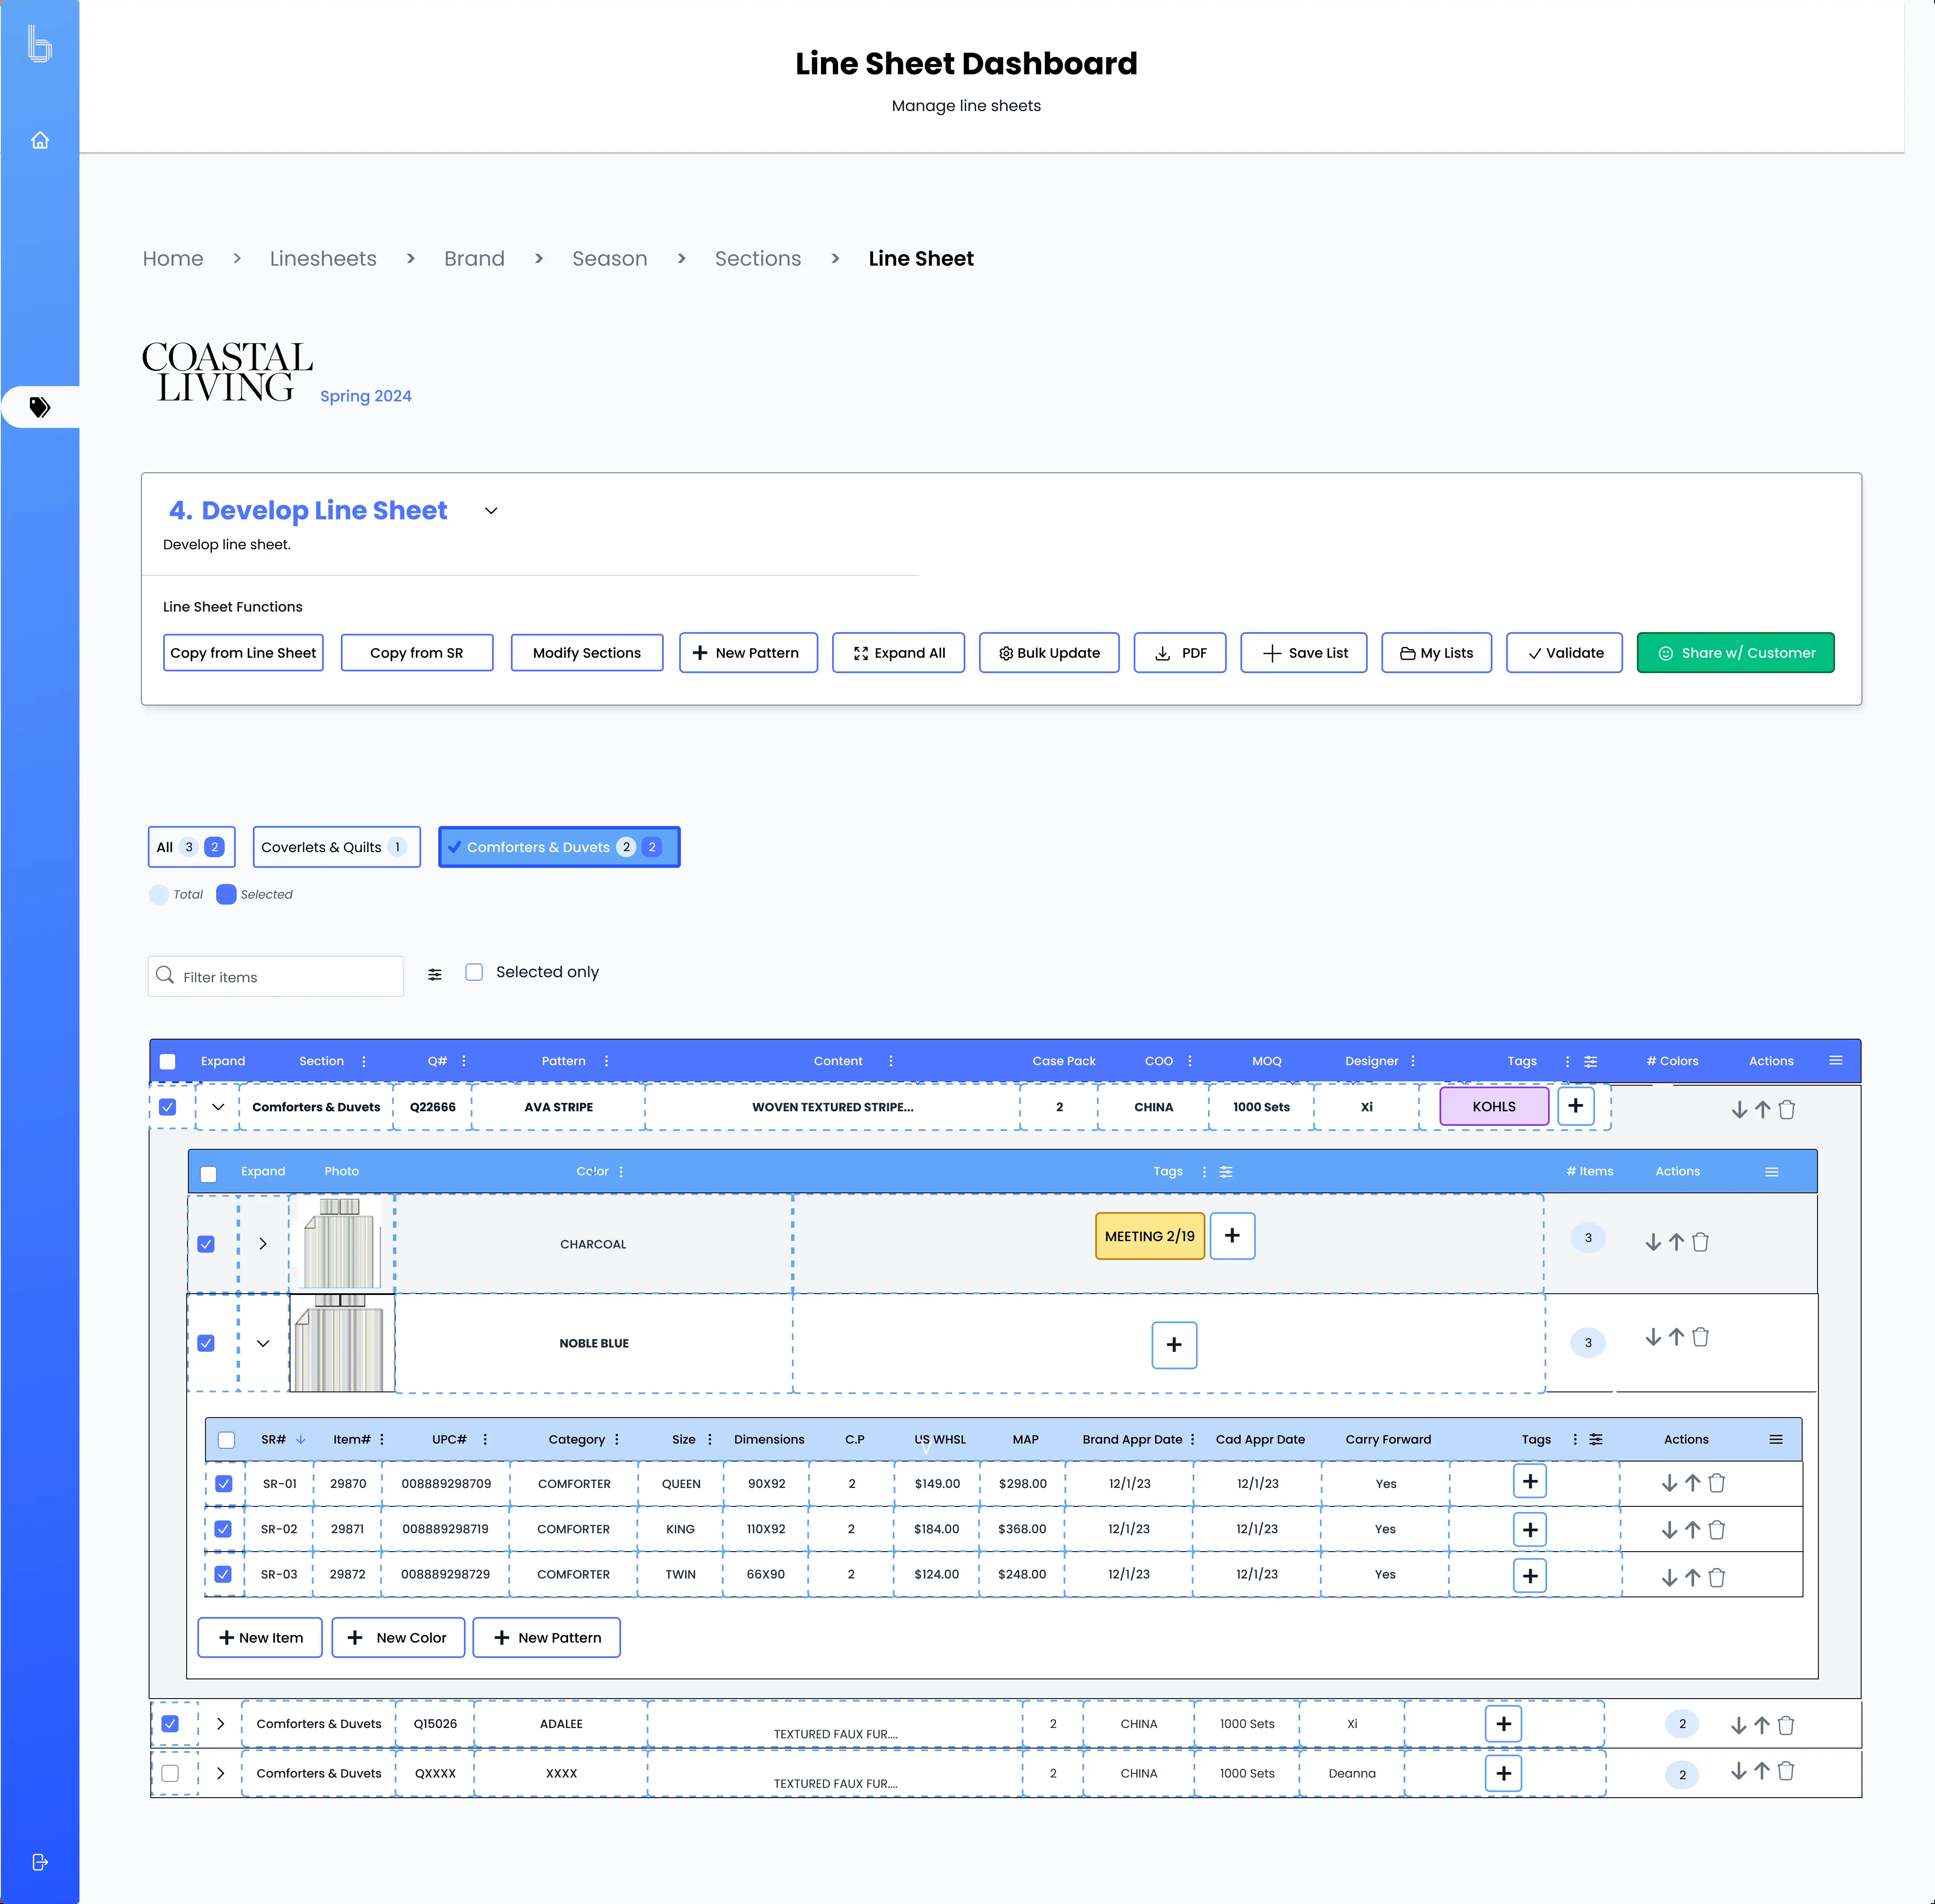 b
Line Sheet Dashboard
Manage line sheets
Home > Linesheets > Brand > Season > Sections > Line Sheet
COASTAL
LIVING
Spring 2024
4. Develop Line Sheet
Develop line sheet.
Line Sheet Functions
Copy from Line Sheet Copy from SR Modify Sections New Pattern Expand All Bulk Update PDF Save List My Lists Validate Share w/ Customer
All 3 2 Coverlets & Quilts 1 Comforters & Duvets 2 2
Total Selected
Filter items Selected only
Expand Section Q# Pattern Content Case Pack COO MOQ Designer Tags # Colors Actions
Comforters & Duvets Q22666 AVA STRIPE WOVEN TEXTURED STRIPE... 2 CHINA 1000 Sets Xi KOHLS +
Expand Photo Color Tags # Items Actions
CHARCOAL MEETING 2/19 + 3
NOBLE BLUE + 3
SR# Item# UPC# Category Size Dimensions C.P US WHSL MAP Brand Appr Date Cad Appr Date Carry Forward Tags Actions
SR-01 29870 008889298709 COMFORTER QUEEN 90X92 2 $149.00 $298.00 12/1/23 12/1/23 Yes +
SR-02 29871 008889298719 COMFORTER KING 110X92 2 $184.00 $368.00 12/1/23 12/1/23 Yes +
SR-03 29872 008889298729 COMFORTER TWIN 66X90 2 $124.00 $248.00 12/1/23 12/1/23 Yes +
+ New Item + New Color + New Pattern
Comforters & Duvets Q15026 ADALEE TEXTURED FAUX FUR.... 2 CHINA 1000 Sets Xi + 2
Comforters & Duvets QXXXX XXXX TEXTURED FAUX FUR.... 2 CHINA 1000 Sets Deanna + 2